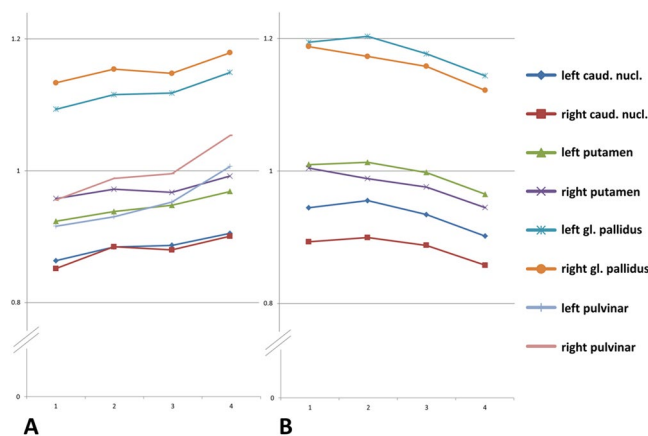 1.2
1
0.8
0
1 2 3 4
A
1.2
1
0.8
0
1 2 3 4
B
left caud. nucl.
right caud. nucl.
left putamen
right putamen
left gl. pallidus
right gl. pallidus
left pulvinar
right pulvinar